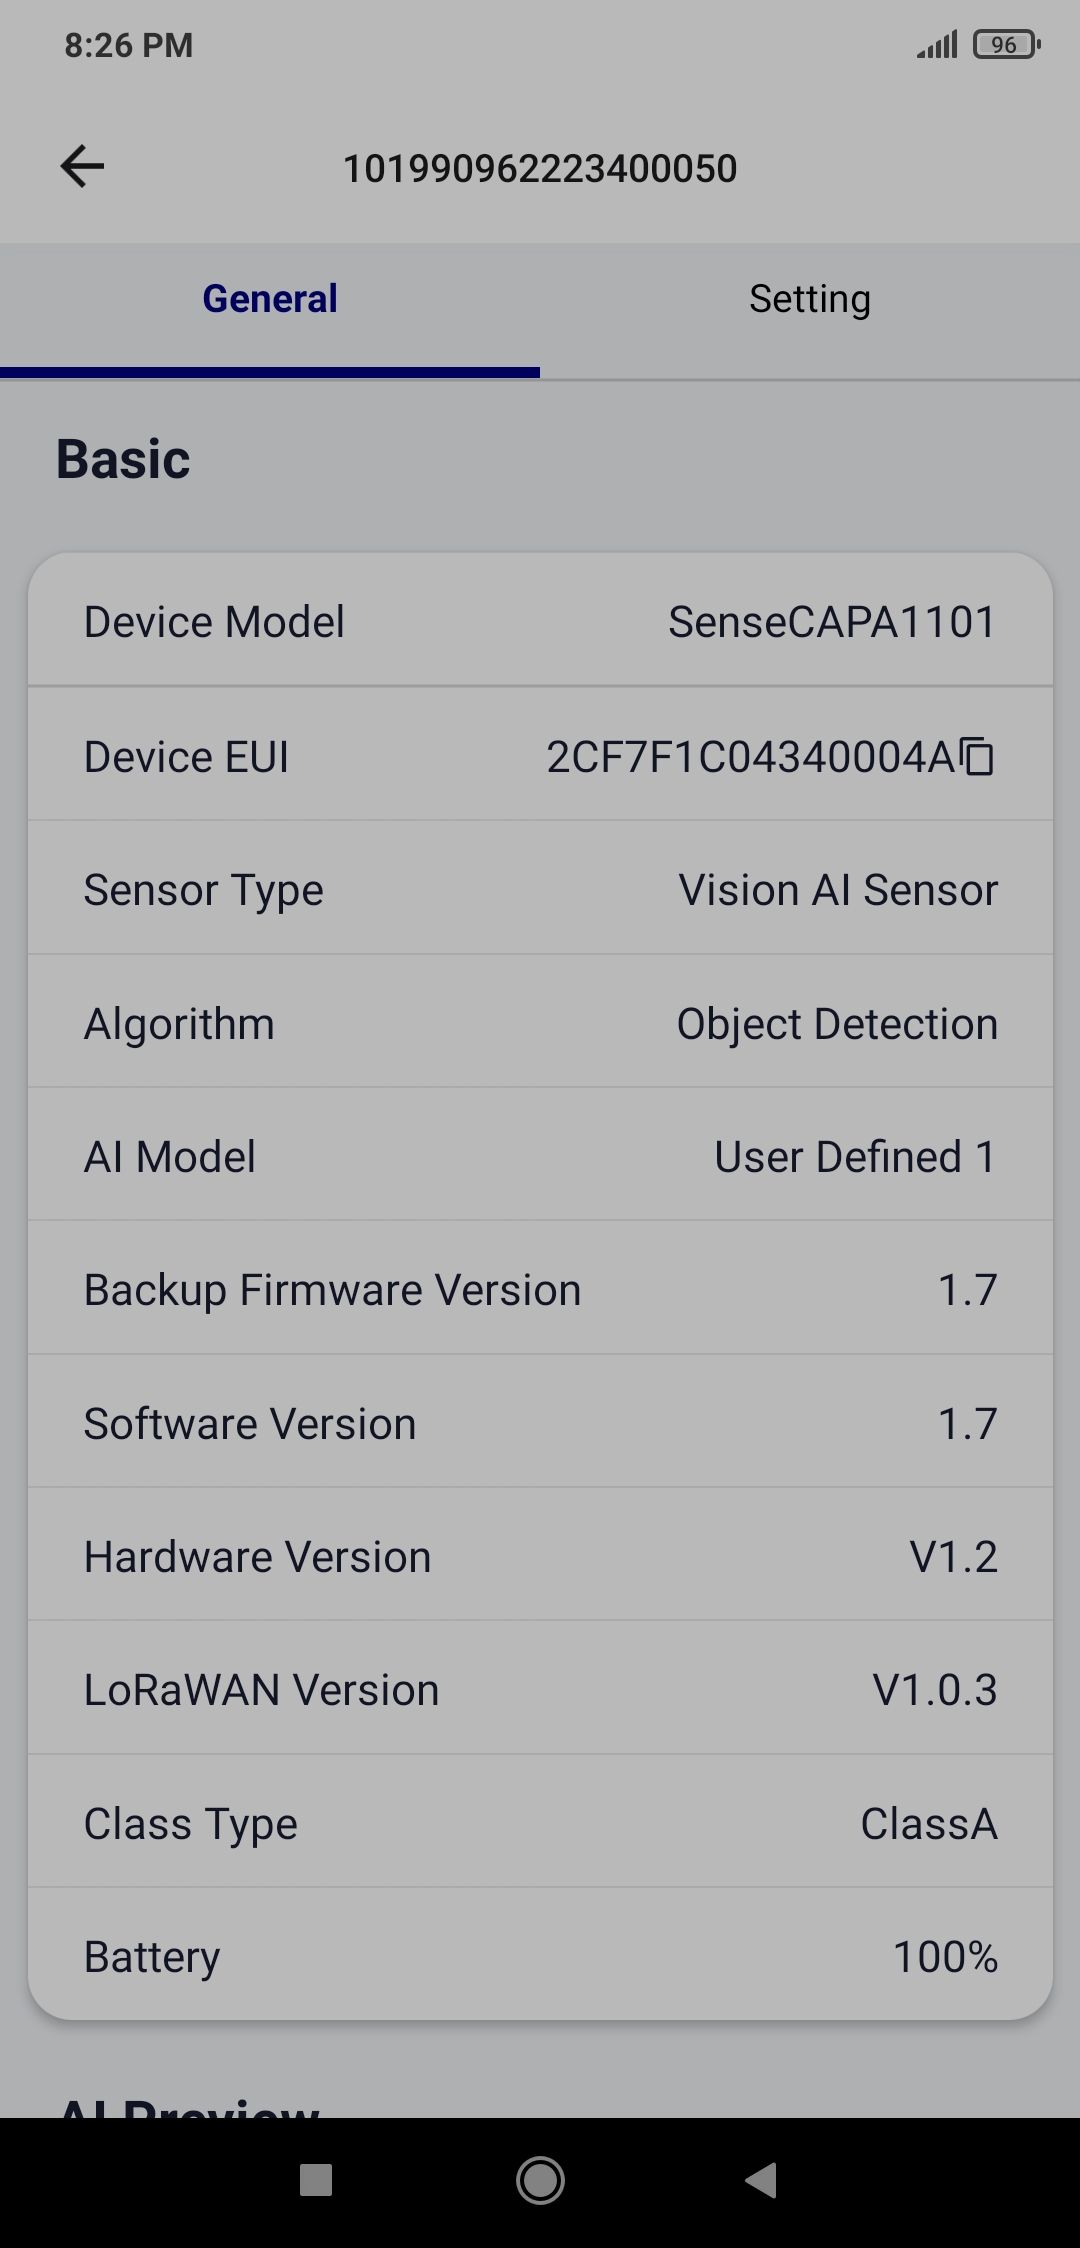 8:26 PM
96
101990962223400050
General
Setting
Basic
Device Model
SenseCAPA1101
Device EUI
2CF7F1C04340004A
Sensor Type
Vision AI Sensor
Algorithm
Object Detection
AI Model
User Defined 1
Backup Firmware Version
1.7
Software Version
1.7
Hardware Version
V1.2
LoRaWAN Version
V1.0.3
Class Type
ClassA
Battery
100%
AI Preview